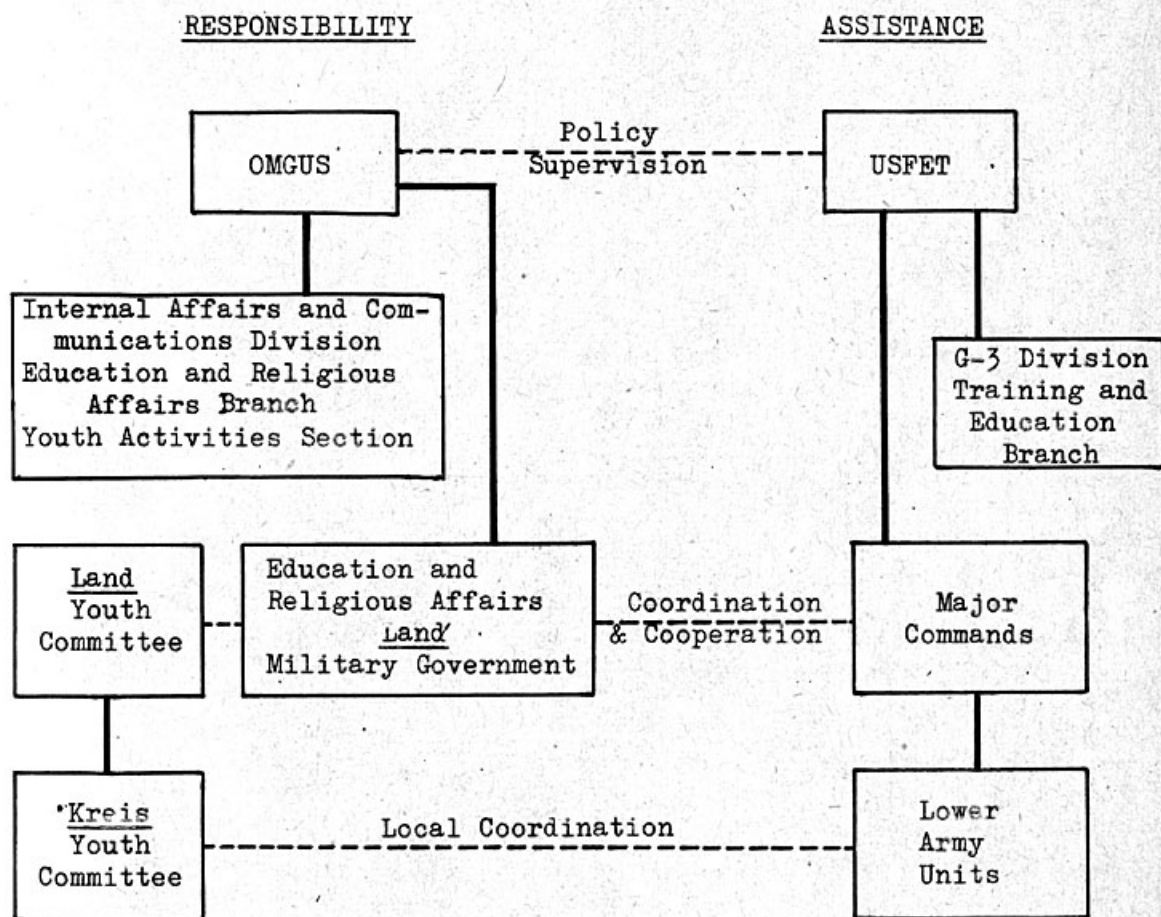 RESPONSIBILITY
ASSISTANCE
OMGUS
Policy
Supervision
USFET
Internal Affairs and Com-
munications Division
Education and Religious
Affairs Branch
Youth Activities Section
G-3 Division
Training and
Education
Branch
Land
Youth
Committee
Education and
Religious Affairs
Land
Military Government
Coordination
& Cooperation
Major
Commands
Kreis
Youth
Committee
Local Coordination
Lower
Army
Units